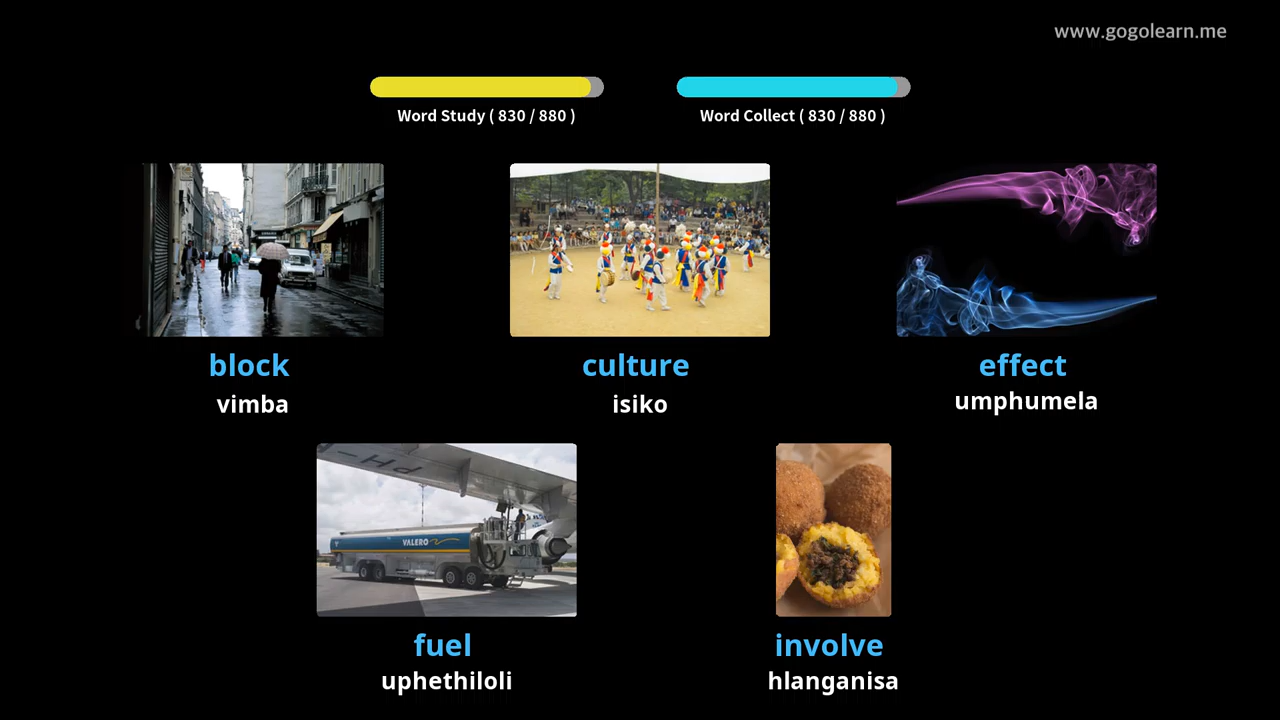 www.gogolearn.me
Word Study ( 830 / 880 )
Word Collect ( 830 / 880 )
block
vimba
culture
isiko
effect
umphumela
PH-I
VALERO
fuel
uphethiloli
involve
hlanganisa